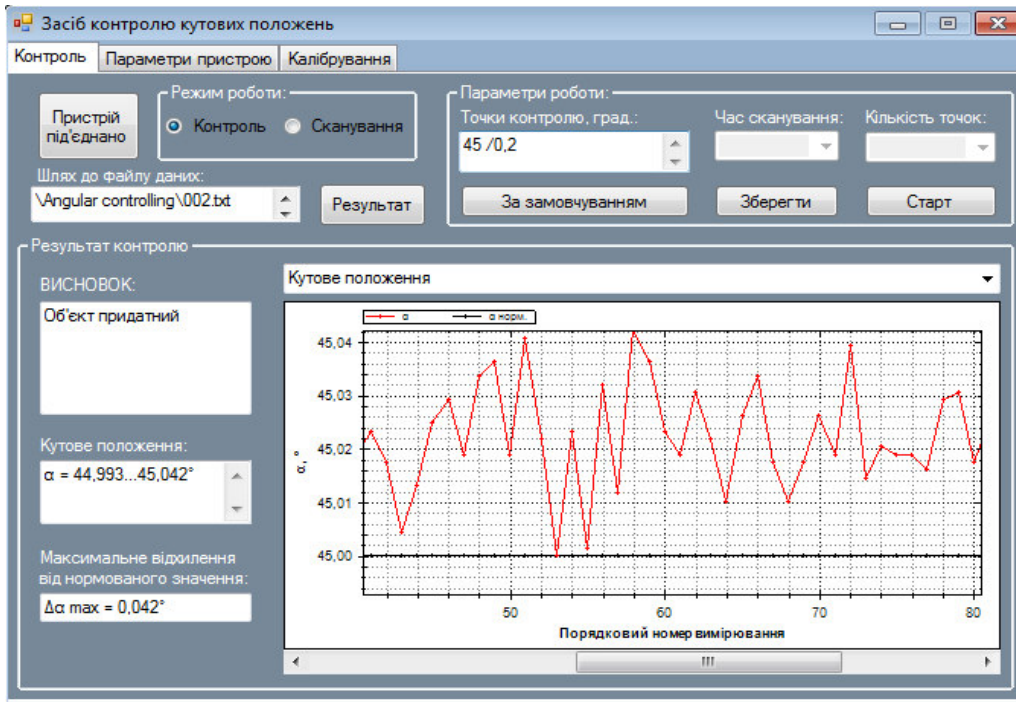 Засіб контролю кутових положень
Контроль Параметри пристрою Калібрування
Пристрій
під'єднано
Режим роботи:
Контроль Сканування
Параметри роботи:
Точки контролю, град.: Час сканування: Кількість точок:
45 /0,2
Шлях до файлу даних:
\Angular controlling\002.txt
Результат
За замовчуванням Зберегти Старт
Результат контролю
ВИСНОВОК:
Об'єкт придатний
Кутове положення:
α = 44,993...45,042°
Максимальне відхилення
від нормованого значення:
Δα max = 0,042°
Кутове положення
α α норм.
45,04
45,03
45,02
45,01
45,00
α, °
50 60 70 80
Порядковий номер вимірювання